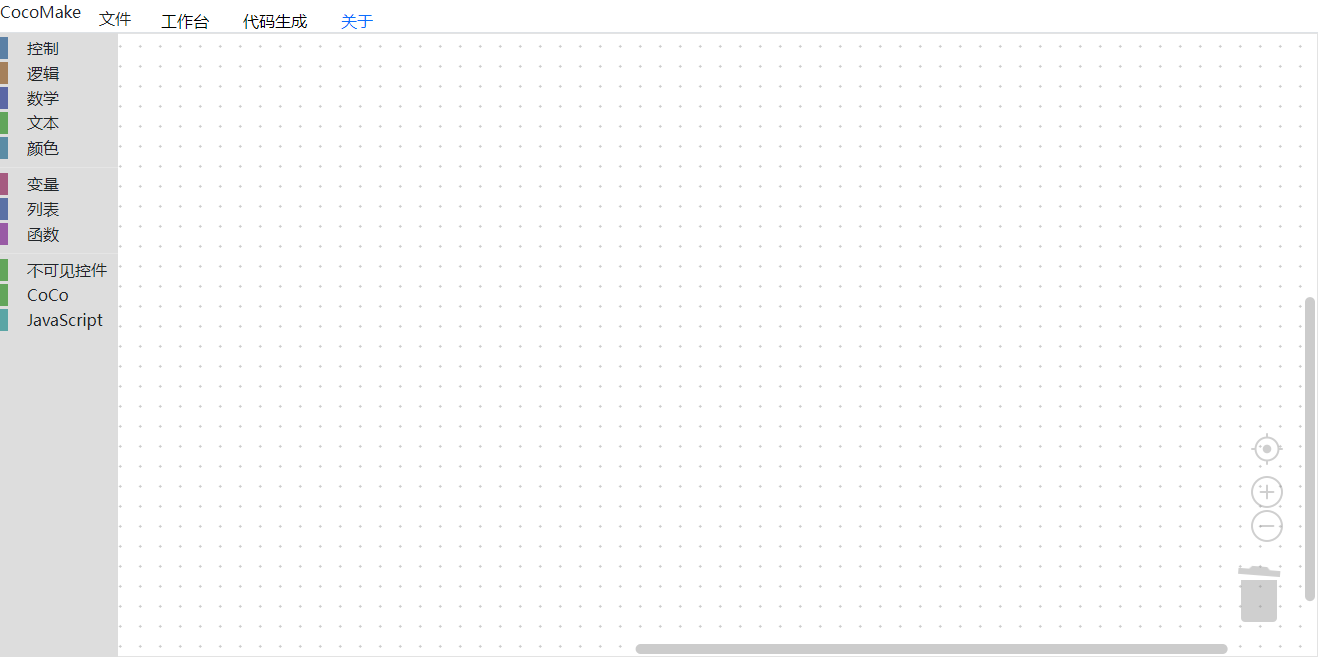 CocoMake 文件 工作台 代码生成 关于
控制
逻辑
数学
文本
颜色
变量
列表
函数
不可见控件
CoCo
JavaScript